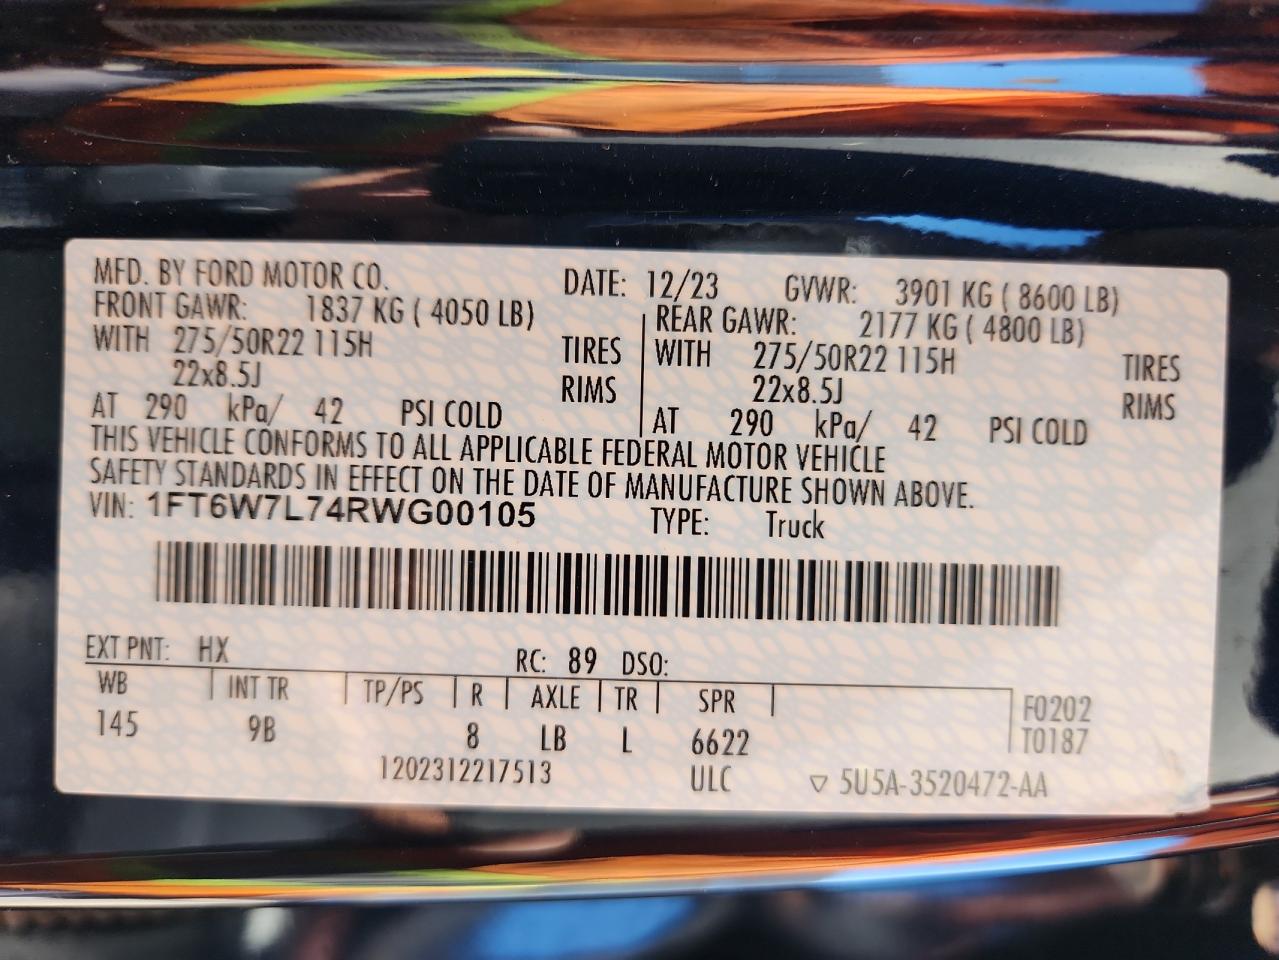 MFD. BY FORD MOTOR CO. DATE: 12/23 GVWR: 3901 KG ( 8600 LB)
FRONT GAWR: 1837 KG ( 4050 LB) REAR GAWR: 2177 KG ( 4800 LB)
WITH 275/50R22 115H TIRES WITH 275/50R22 115H TIRES
22x8.5J RIMS 22x8.5J RIMS
AT 290 kPa/ 42 PSI COLD AT 290 kPa/ 42 PSI COLD
THIS VEHICLE CONFORMS TO ALL APPLICABLE FEDERAL MOTOR VEHICLE
SAFETY STANDARDS IN EFFECT ON THE DATE OF MANUFACTURE SHOWN ABOVE.
VIN: 1FT6W7L74RWG00105 TYPE: Truck
EXT PNT: HX RC: 89 DSO:
WB INT TR TP/PS R AXLE TR SPR F0202
145 9B 8 LB L 6622 T0187
1202312217513 ULC ▽ 5U5A-3520472-AA